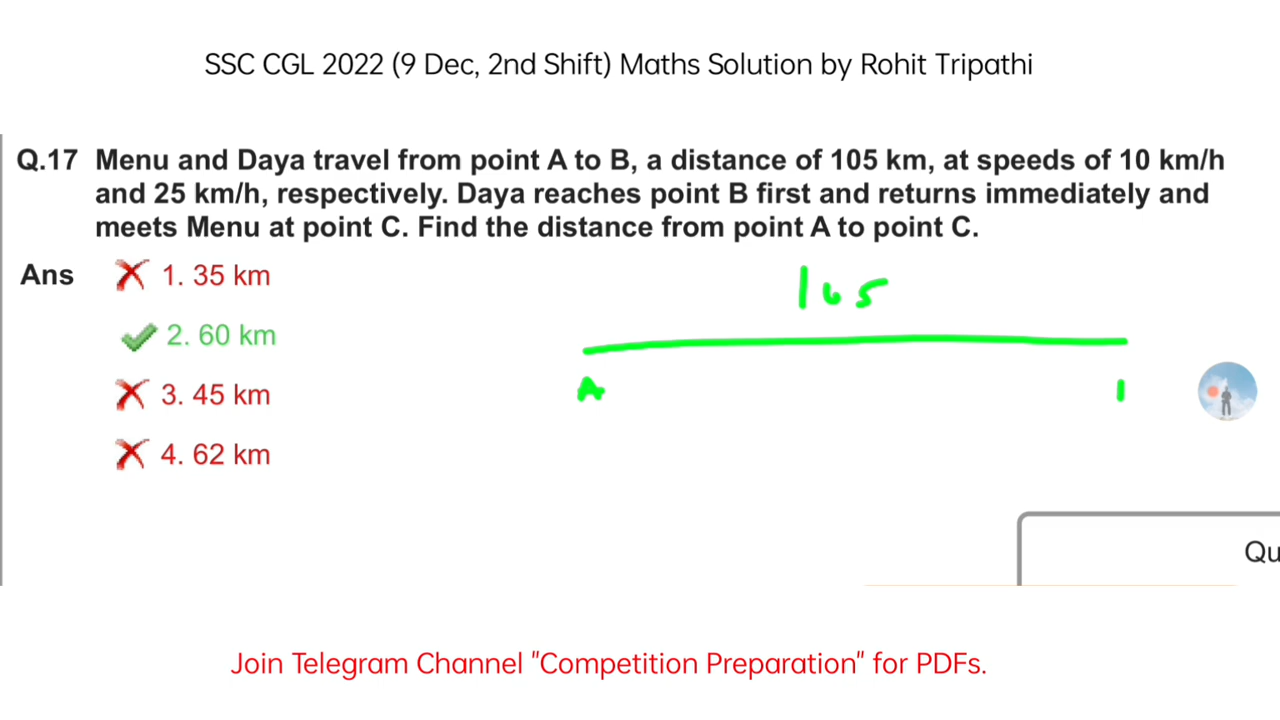 SSC CGL 2022 (9 Dec, 2nd Shift) Maths Solution by Rohit Tripathi
Q.17 Menu and Daya travel from point A to B, a distance of 105 km, at speeds of 10 km/h
and 25 km/h, respectively. Daya reaches point B first and returns immediately and
meets Menu at point C. Find the distance from point A to point C.
Ans 1. 35 km
2. 60 km
3. 45 km
4. 62 km
105
A
Qu
Join Telegram Channel "Competition Preparation" for PDFs.